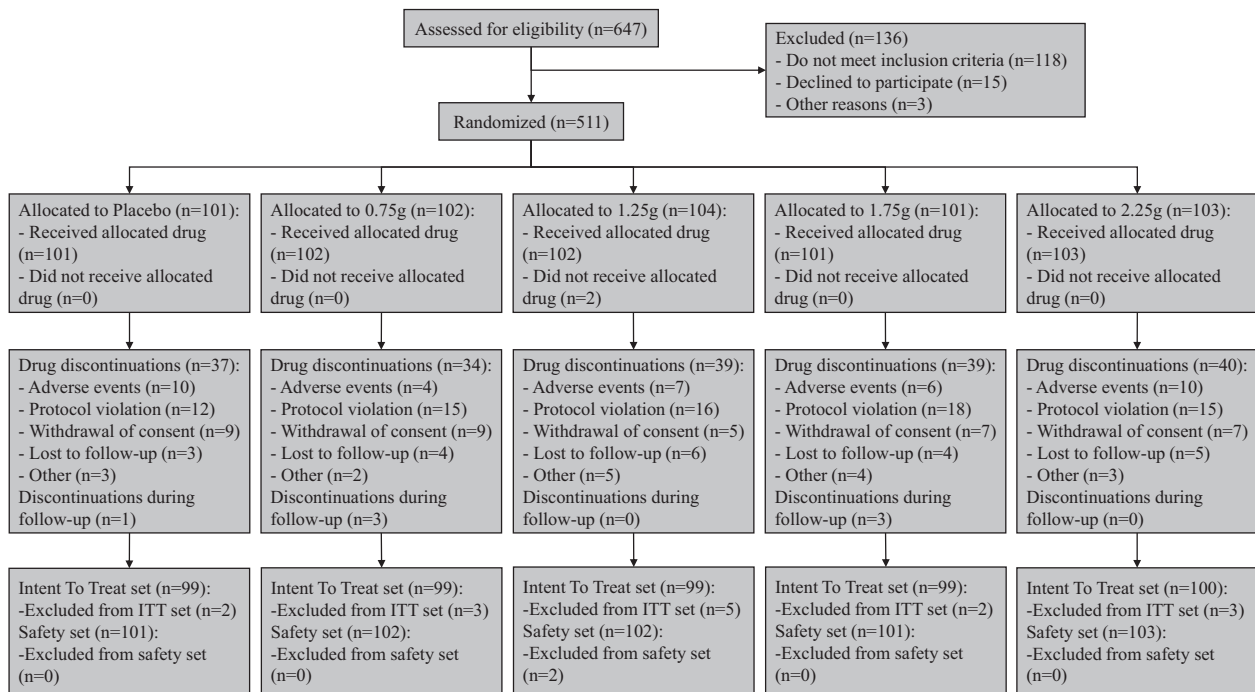 Assessed for eligibility (n=647)
Excluded (n=136)
- Do not meet inclusion criteria (n=118)
- Declined to participate (n=15)
- Other reasons (n=3)
Randomized (n=511)
Allocated to Placebo (n=101):
- Received allocated drug
(n=101)
- Did not receive allocated
drug (n=0)
Allocated to 0.75g (n=102):
- Received allocated drug
(n=102)
- Did not receive allocated
drug (n=0)
Allocated to 1.25g (n=104):
- Received allocated drug
(n=102)
- Did not receive allocated
drug (n=2)
Allocated to 1.75g (n=101):
- Received allocated drug
(n=101)
- Did not receive allocated
drug (n=0)
Allocated to 2.25g (n=103):
- Received allocated drug
(n=103)
- Did not receive allocated
drug (n=0)
Drug discontinuations (n=37):
- Adverse events (n=10)
- Protocol violation (n=12)
- Withdrawal of consent (n=9)
- Lost to follow-up (n=3)
- Other (n=3)
Discontinuations during
follow-up (n=1)
Drug discontinuations (n=34):
- Adverse events (n=4)
- Protocol violation (n=15)
- Withdrawal of consent (n=9)
- Lost to follow-up (n=4)
- Other (n=2)
Discontinuations during
follow-up (n=3)
Drug discontinuations (n=39):
- Adverse events (n=7)
- Protocol violation (n=16)
- Withdrawal of consent (n=5)
- Lost to follow-up (n=6)
- Other (n=5)
Discontinuations during
follow-up (n=0)
Drug discontinuations (n=39):
- Adverse events (n=6)
- Protocol violation (n=18)
- Withdrawal of consent (n=7)
- Lost to follow-up (n=4)
- Other (n=4)
Discontinuations during
follow-up (n=3)
Drug discontinuations (n=40):
- Adverse events (n=10)
- Protocol violation (n=15)
- Withdrawal of consent (n=7)
- Lost to follow-up (n=5)
- Other (n=3)
Discontinuations during
follow-up (n=0)
Intent To Treat set (n=99):
-Excluded from ITT set (n=2)
Safety set (n=101):
-Excluded from safety set
(n=0)
Intent To Treat set (n=99):
-Excluded from ITT set (n=3)
Safety set (n=102):
-Excluded from safety set
(n=0)
Intent To Treat set (n=99):
-Excluded from ITT set (n=5)
Safety set (n=102):
-Excluded from safety set
(n=2)
Intent To Treat set (n=99):
-Excluded from ITT set (n=2)
Safety set (n=101):
-Excluded from safety set
(n=0)
Intent To Treat set (n=100):
-Excluded from ITT set (n=3)
Safety set (n=103):
-Excluded from safety set
(n=0)